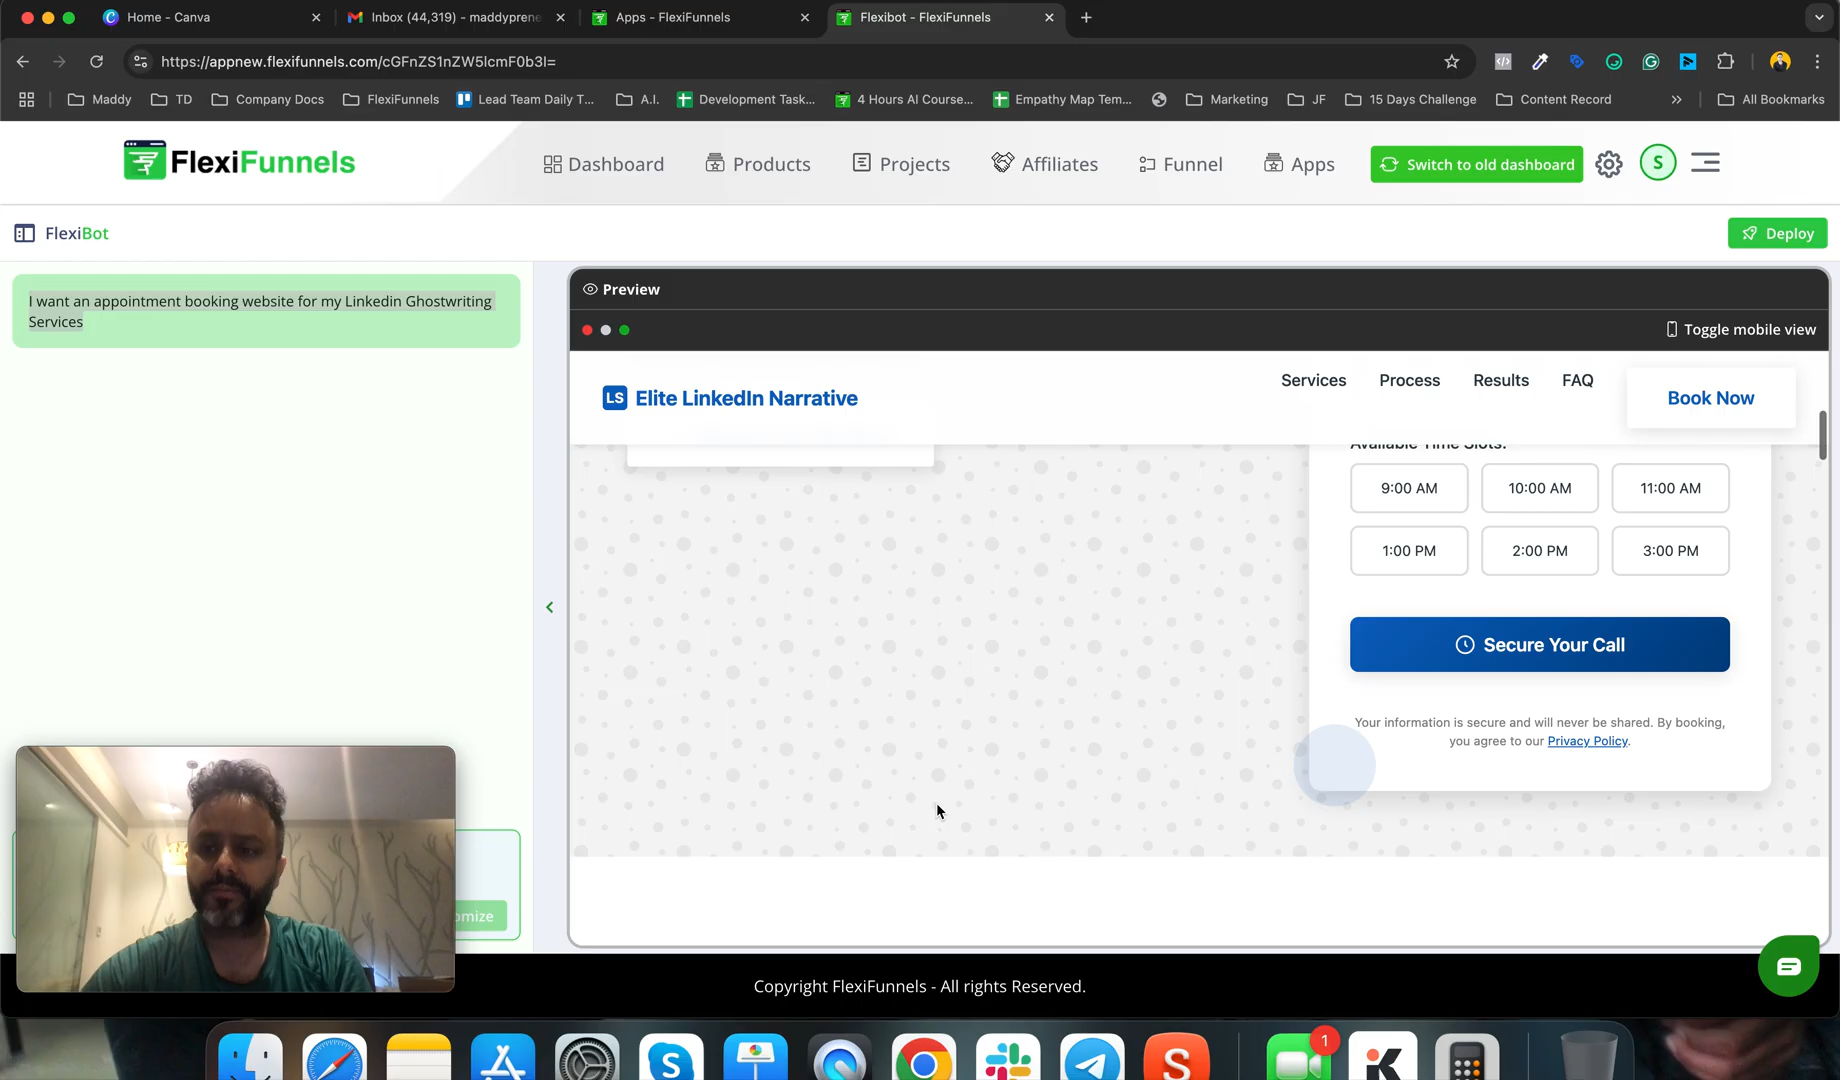 Home - Canva
Inbox (44,319) - maddyprene
Apps - FlexiFunnels
Flexibot - FlexiFunnels
https://appnew.flexifunnels.com/cGFnZS1nZW5lcmF0b3I=
Maddy
TD
Company Docs
FlexiFunnels
Lead Team Daily T...
A.I.
Development Task...
4 Hours AI Course...
Empathy Map Tem...
Marketing
JF
15 Days Challenge
Content Record
All Bookmarks
FlexiFunnels
Dashboard
Products
Projects
Affiliates
Funnel
Apps
Switch to old dashboard
S
FlexiBot
Deploy
I want an appointment booking website for my Linkedin Ghostwriting
Services
Preview
Toggle mobile view
LS Elite LinkedIn Narrative
Services
Process
Results
FAQ
Book Now
Available Time Slots:
9:00 AM
10:00 AM
11:00 AM
1:00 PM
2:00 PM
3:00 PM
Secure Your Call
Your information is secure and will never be shared. By booking,
you agree to our Privacy Policy.
omize
Copyright FlexiFunnels - All rights Reserved.
1